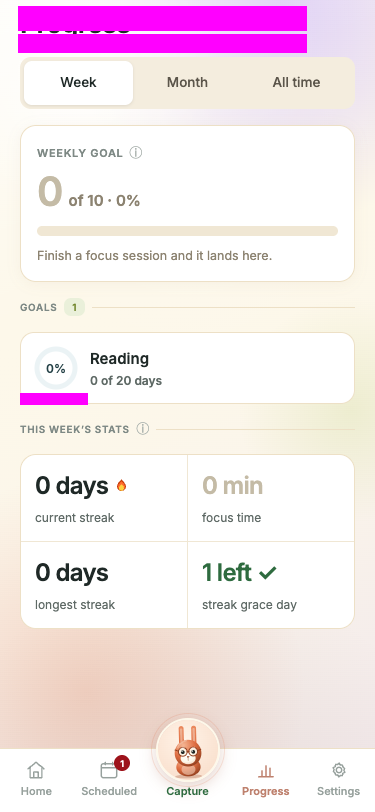 Week Month All time
WEEKLY GOAL ⓘ
0 of 10 · 0%
Finish a focus session and it lands here.
GOALS 1
0% Reading
0 of 20 days
THIS WEEK'S STATS ⓘ
0 days 0 min
current streak focus time
0 days 1 left ✓
longest streak streak grace day
1
Home Scheduled Capture Progress Settings